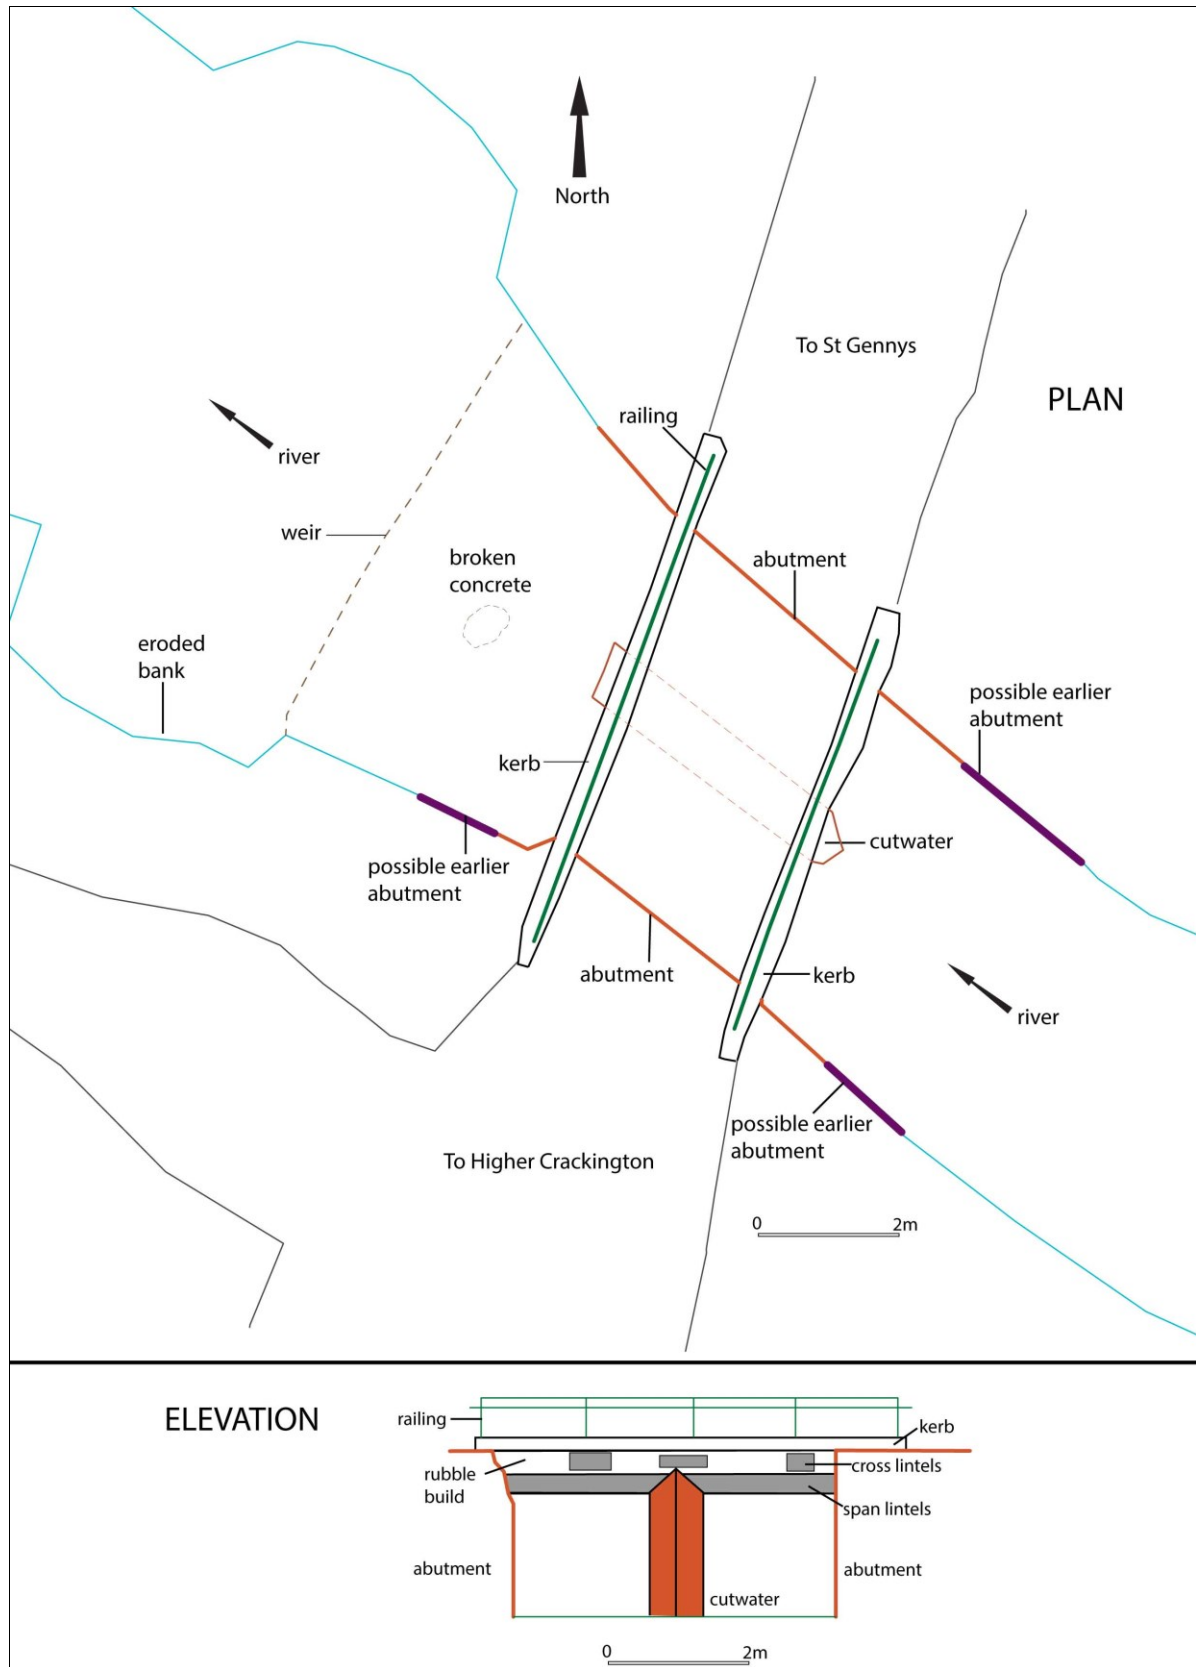 North
To St Gennys
PLAN
railing
river
weir
broken
concrete
abutment
eroded
bank
possible earlier
abutment
kerb
cutwater
possible earlier
abutment
abutment
kerb
river
possible earlier
abutment
To Higher Crackington
0 2m
ELEVATION
railing
kerb
rubble
build
cross lintels
span lintels
abutment
abutment
cutwater
0 2m